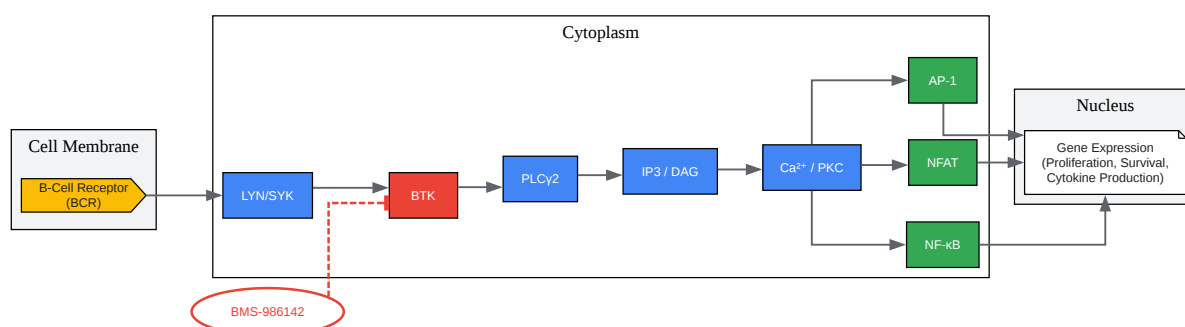 Cytoplasm
Cell Membrane
B-Cell Receptor
(BCR)
LYN/SYK
BTK
PLCγ2
IP3 / DAG
Ca²⁺ / PKC
AP-1
NFAT
NF-κB
Nucleus
Gene Expression
(Proliferation, Survival,
Cytokine Production)
BMS-986142